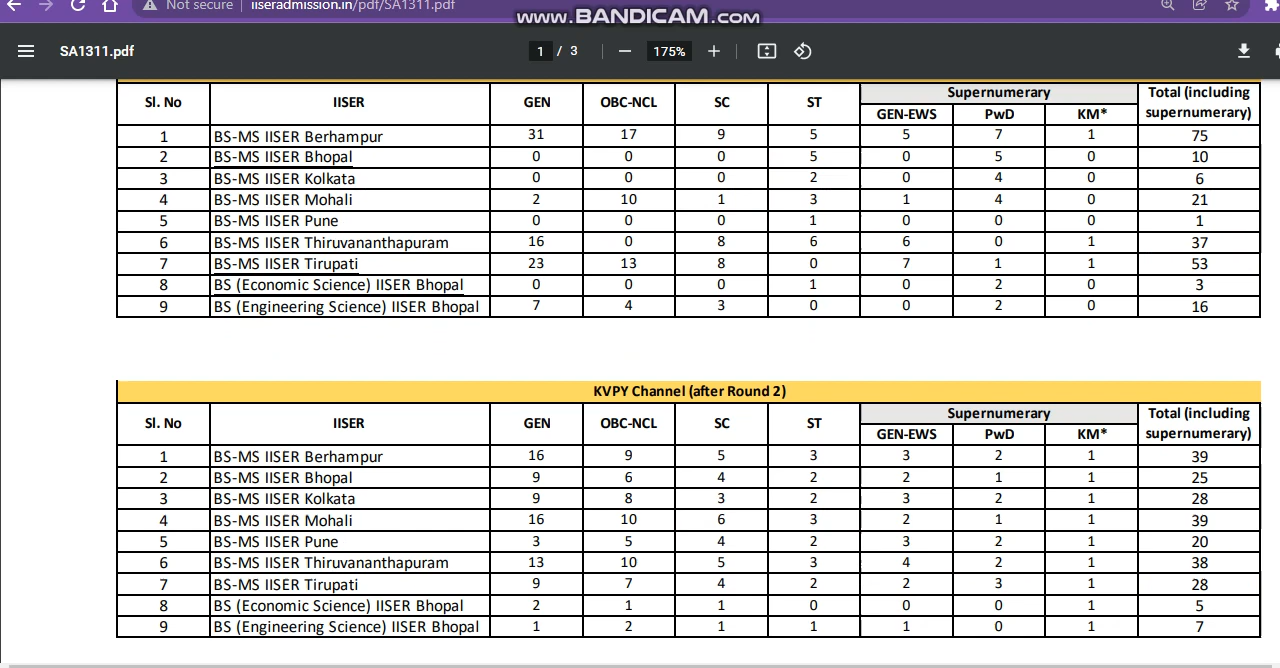 Not secure | iiseradmission.in/pdf/SA1311.pdf
www.BANDICAM.com
SA1311.pdf 1 / 3 — 175% +
Sl. No IISER GEN OBC-NCL SC ST Supernumerary Total (including supernumerary)
GEN-EWS PwD KM*
1 BS-MS IISER Berhampur 31 17 9 5 5 7 1 75
2 BS-MS IISER Bhopal 0 0 0 5 0 5 0 10
3 BS-MS IISER Kolkata 0 0 0 2 0 4 0 6
4 BS-MS IISER Mohali 2 10 1 3 1 4 0 21
5 BS-MS IISER Pune 0 0 0 1 0 0 0 1
6 BS-MS IISER Thiruvananthapuram 16 0 8 6 6 0 1 37
7 BS-MS IISER Tirupati 23 13 8 0 7 1 1 53
8 BS (Economic Science) IISER Bhopal 0 0 0 1 0 2 0 3
9 BS (Engineering Science) IISER Bhopal 7 4 3 0 0 2 0 16
KVPY Channel (after Round 2)
Sl. No IISER GEN OBC-NCL SC ST Supernumerary Total (including supernumerary)
GEN-EWS PwD KM*
1 BS-MS IISER Berhampur 16 9 5 3 3 2 1 39
2 BS-MS IISER Bhopal 9 6 4 2 2 1 1 25
3 BS-MS IISER Kolkata 9 8 3 2 3 2 1 28
4 BS-MS IISER Mohali 16 10 6 3 2 1 1 39
5 BS-MS IISER Pune 3 5 4 2 3 2 1 20
6 BS-MS IISER Thiruvananthapuram 13 10 5 3 4 2 1 38
7 BS-MS IISER Tirupati 9 7 4 2 2 3 1 28
8 BS (Economic Science) IISER Bhopal 2 1 1 0 0 0 1 5
9 BS (Engineering Science) IISER Bhopal 1 2 1 1 1 0 1 7